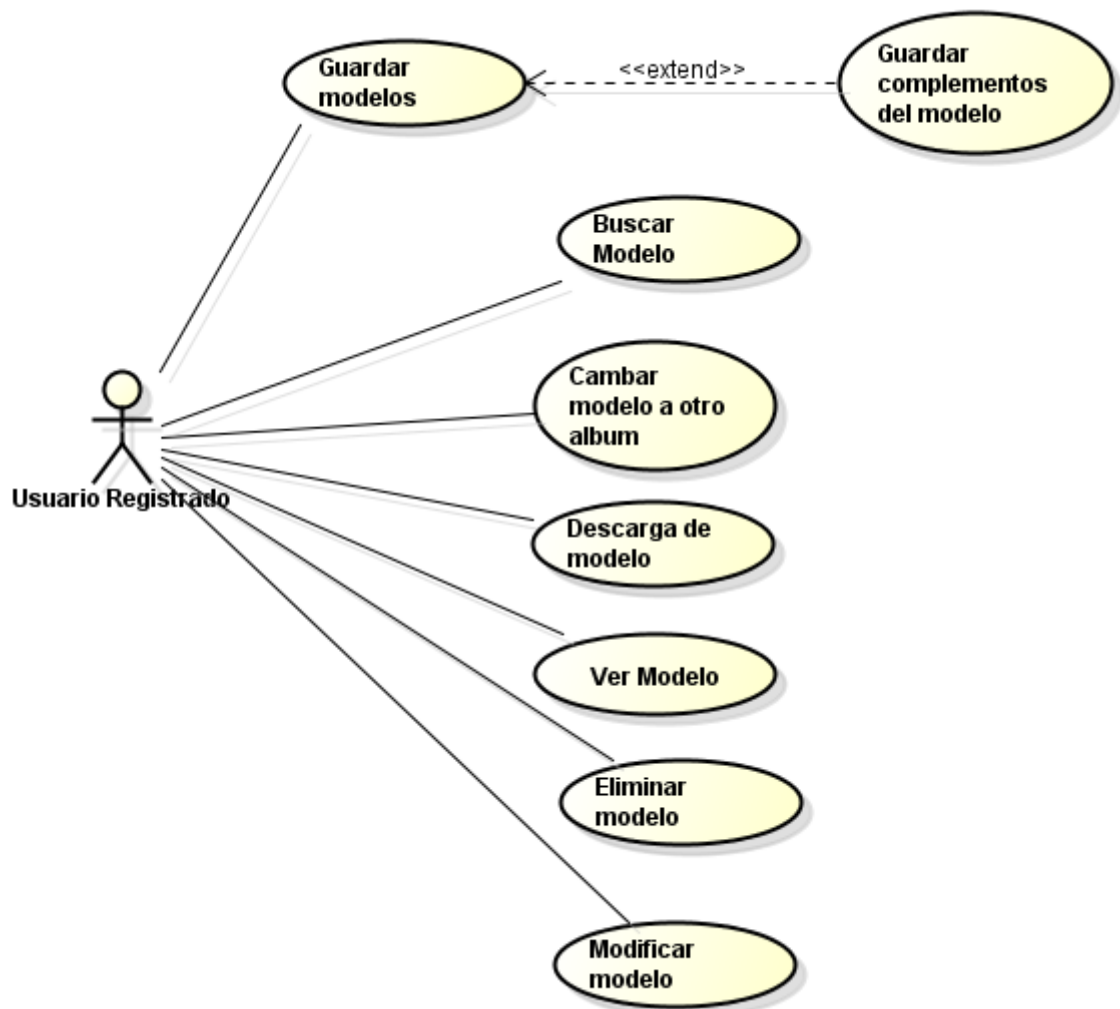 Guardar
modelos
<<extend>>
Guardar
complementos
del modelo
Buscar
Modelo
Cambar
modelo a otro
album
Usuario Registrado
Descarga de
modelo
Ver Modelo
Eliminar
modelo
Modificar
modelo